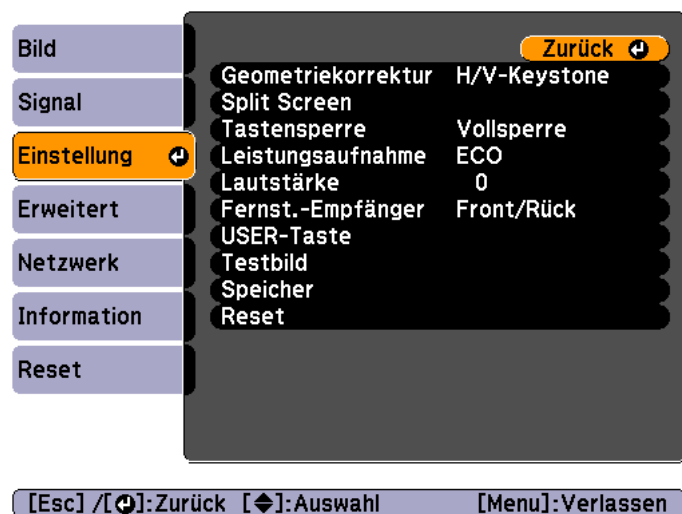 Bild
Signal
Einstellung
Erweitert
Netzwerk
Information
Reset
Zurück
Geometriekorrektur H/V-Keystone
Split Screen
Tastensperre Vollsperre
Leistungsaufnahme ECO
Lautstärke 0
Fernst.-Empfänger Front/Rück
USER-Taste
Testbild
Speicher
Reset
[Esc] /[⏎]:Zurück [◆]:Auswahl [Menu]:Verlassen